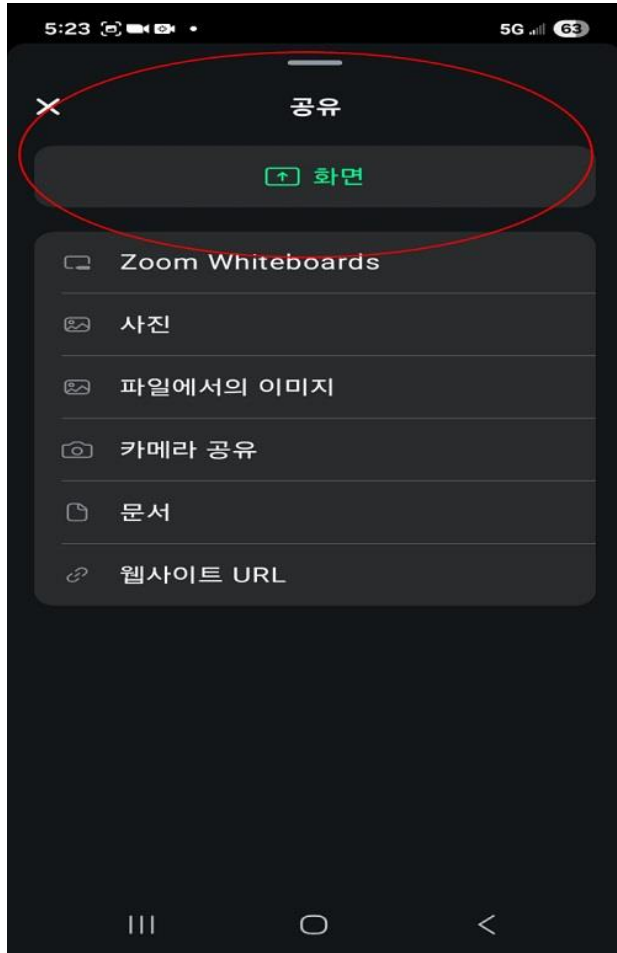 5:23
5G 63
공유
화면
Zoom Whiteboards
사진
파일에서의 이미지
카메라 공유
문서
웹사이트 URL